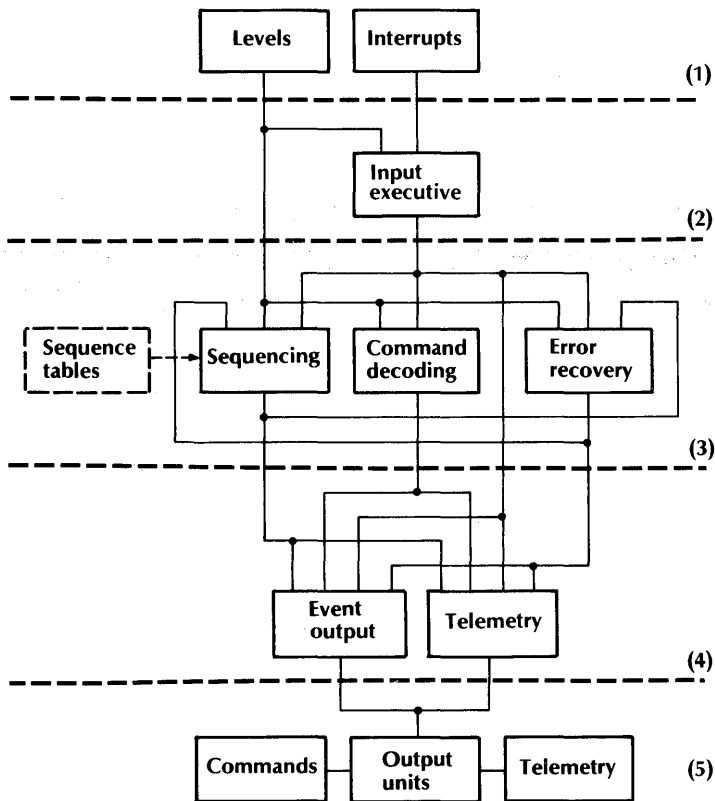 Levels
Interrupts
(1)
Input
executive
(2)
Sequence
tables
Sequencing
Command
decoding
Error
recovery
(3)
Event
output
Telemetry
(4)
Commands
Output
units
Telemetry
(5)